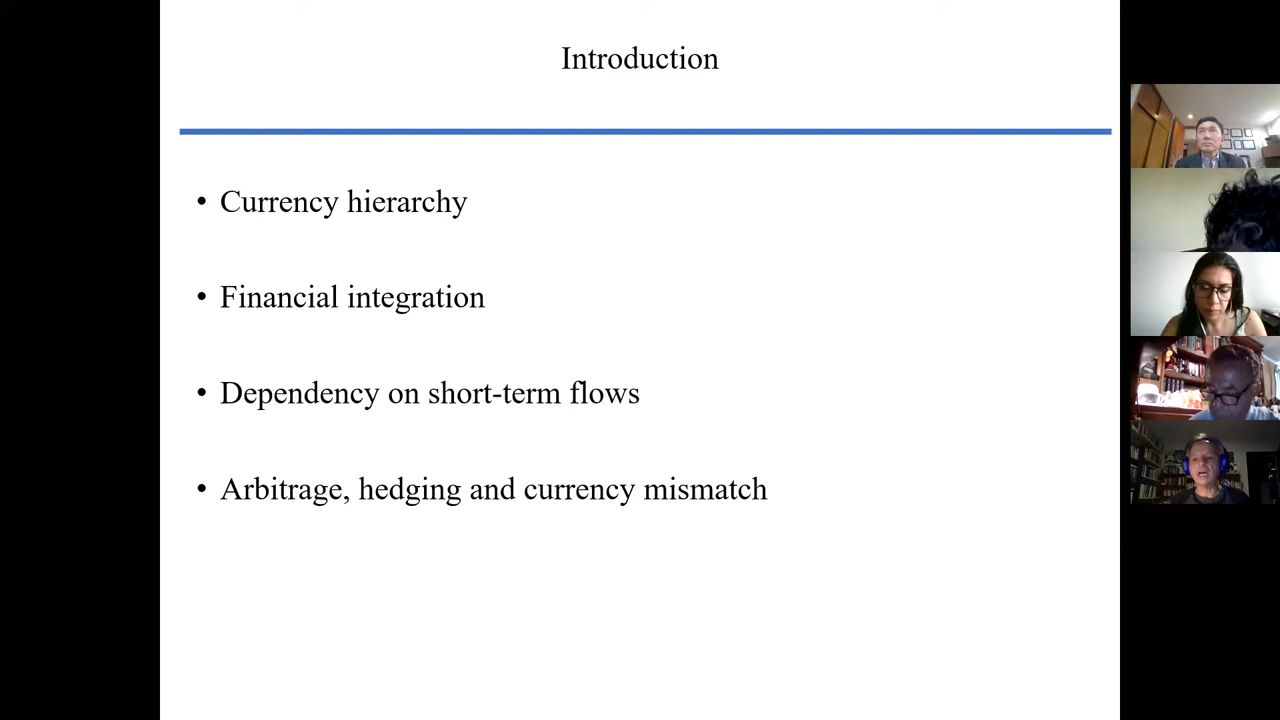 Introduction
• Currency hierarchy
• Financial integration
• Dependency on short-term flows
• Arbitrage, hedging and currency mismatch